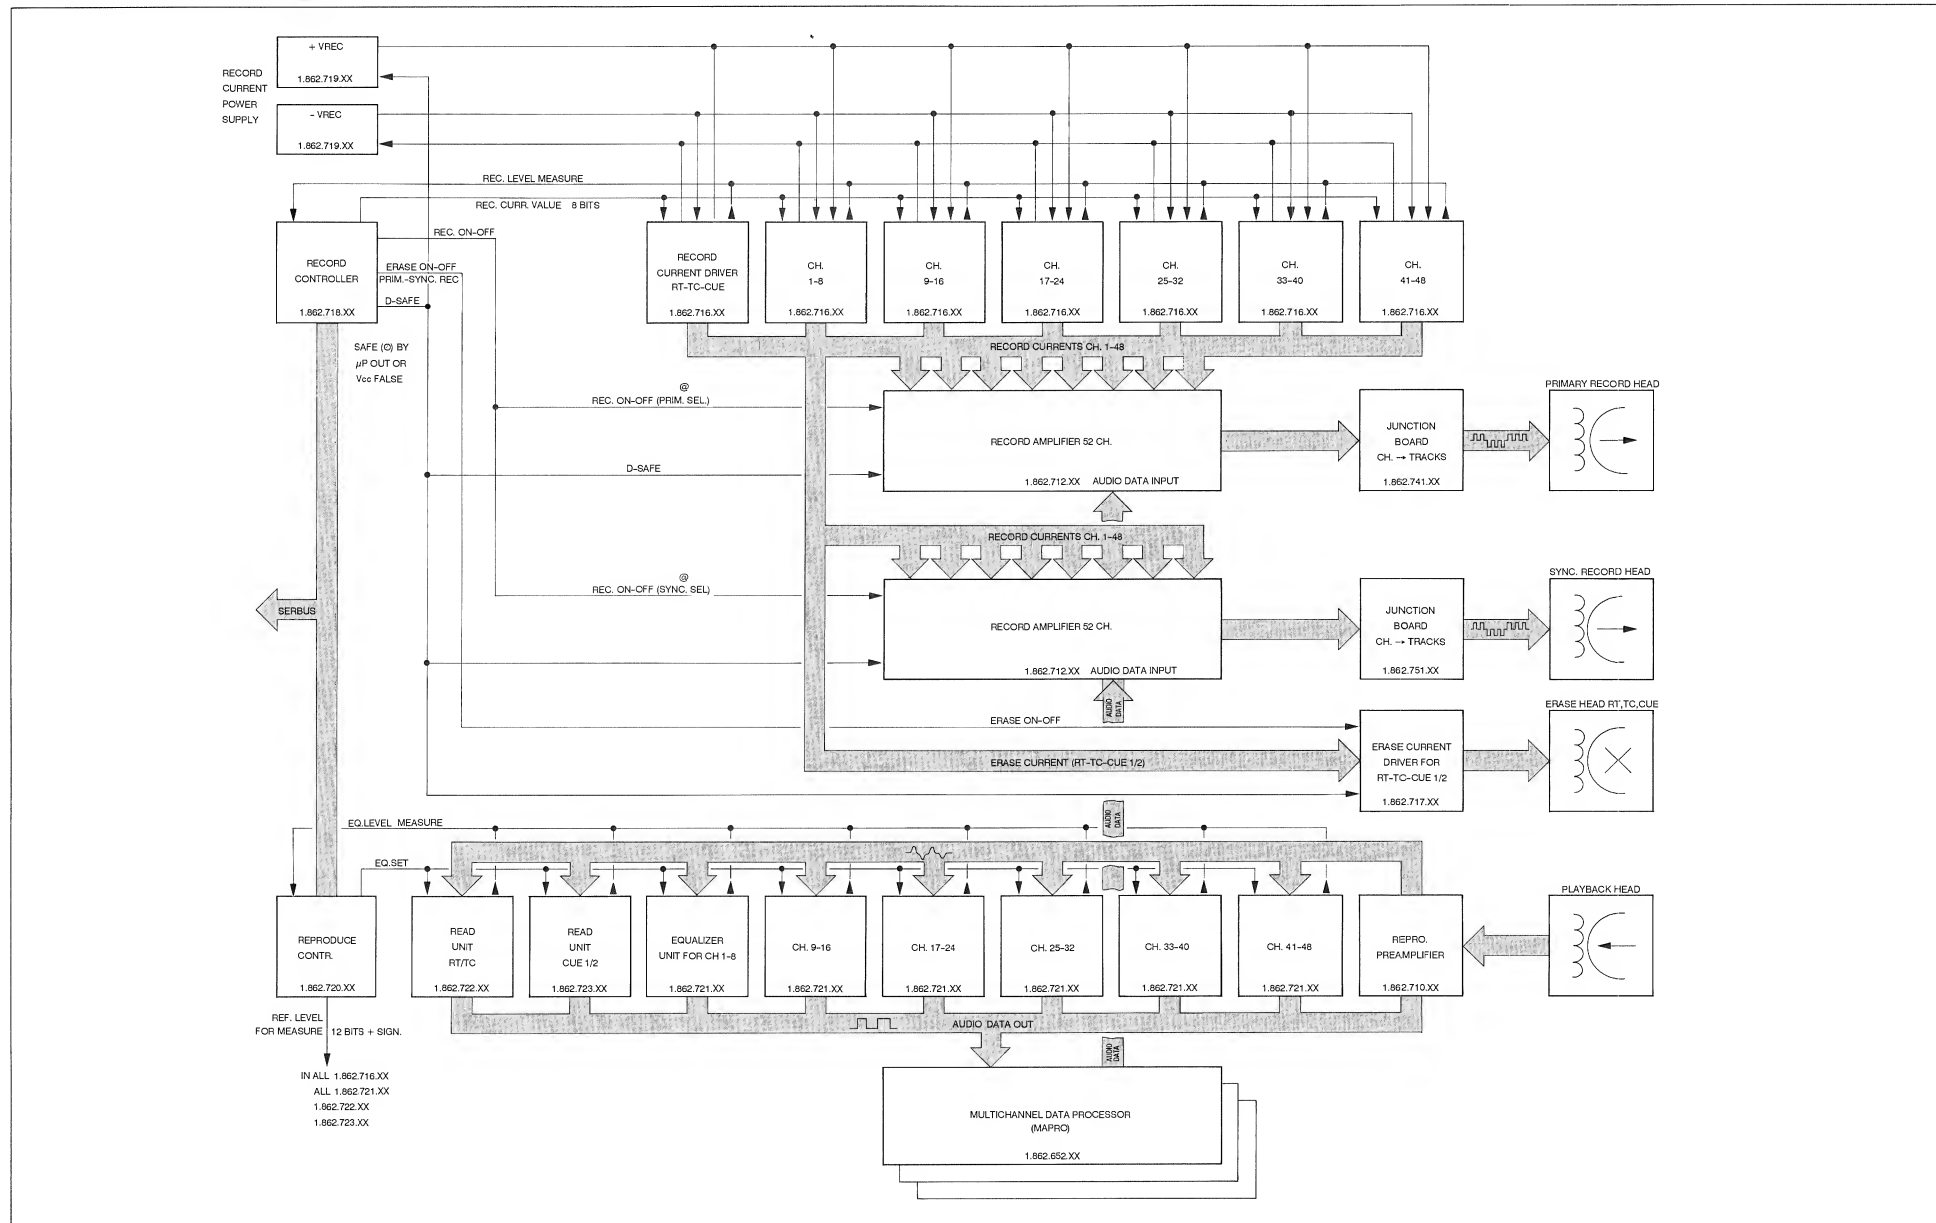 + VREC
1.862.719.XX
RECORD
CURRENT
POWER
SUPPLY
- VREC
1.862.719.XX
REC. LEVEL MEASURE
REC. CURR. VALUE 8 BITS
REC. ON-OFF
RECORD
CONTROLLER
1.862.718.XX
ERASE ON-OFF
PRIM.-SYNC. REC
D-SAFE
RECORD
CURRENT DRIVER
RT-TC-CUE
1.862.716.XX
CH.
1-8
1.862.716.XX
CH.
9-16
1.862.716.XX
CH.
17-24
1.862.716.XX
CH.
25-32
1.862.716.XX
CH.
33-40
1.862.716.XX
CH.
41-48
1.862.716.XX
SAFE (O) BY
µP OUT OR
Vcc FALSE
RECORD CURRENTS CH. 1-48
@
REC. ON-OFF (PRIM. SEL.)
D-SAFE
RECORD AMPLIFIER 52 CH.
1.862.712.XX AUDIO DATA INPUT
JUNCTION
BOARD
CH. → TRACKS
1.862.741.XX
PRIMARY RECORD HEAD
RECORD CURRENTS CH. 1-48
@
REC. ON-OFF (SYNC. SEL)
SERBUS
RECORD AMPLIFIER 52 CH.
1.862.712.XX AUDIO DATA INPUT
JUNCTION
BOARD
CH. → TRACKS
1.862.751.XX
SYNC. RECORD HEAD
AUDIO
DATA
ERASE ON-OFF
ERASE CURRENT (RT-TC-CUE 1/2)
ERASE CURRENT
DRIVER FOR
RT-TC-CUE 1/2
1.862.717.XX
ERASE HEAD RT,TC,CUE
AUDIO
DATA
EQ.LEVEL MEASURE
EQ.SET
REPRODUCE
CONTR.
1.862.720.XX
READ
UNIT
RT/TC
1.862.722.XX
READ
UNIT
CUE 1/2
1.862.723.XX
EQUALIZER
UNIT FOR CH 1-8
1.862.721.XX
CH. 9-16
1.862.721.XX
CH. 17-24
1.862.721.XX
CH. 25-32
1.862.721.XX
CH. 33-40
1.862.721.XX
CH. 41-48
1.862.721.XX
REPRO.
PREAMPLIFIER
1.862.710.XX
PLAYBACK HEAD
REF. LEVEL
FOR MEASURE 12 BITS + SIGN.
AUDIO DATA OUT
AUDIO
DATA
IN ALL 1.862.716.XX
ALL 1.862.721.XX
1.862.722.XX
1.862.723.XX
MULTICHANNEL DATA PROCESSOR
(MAPRO)
1.862.652.XX